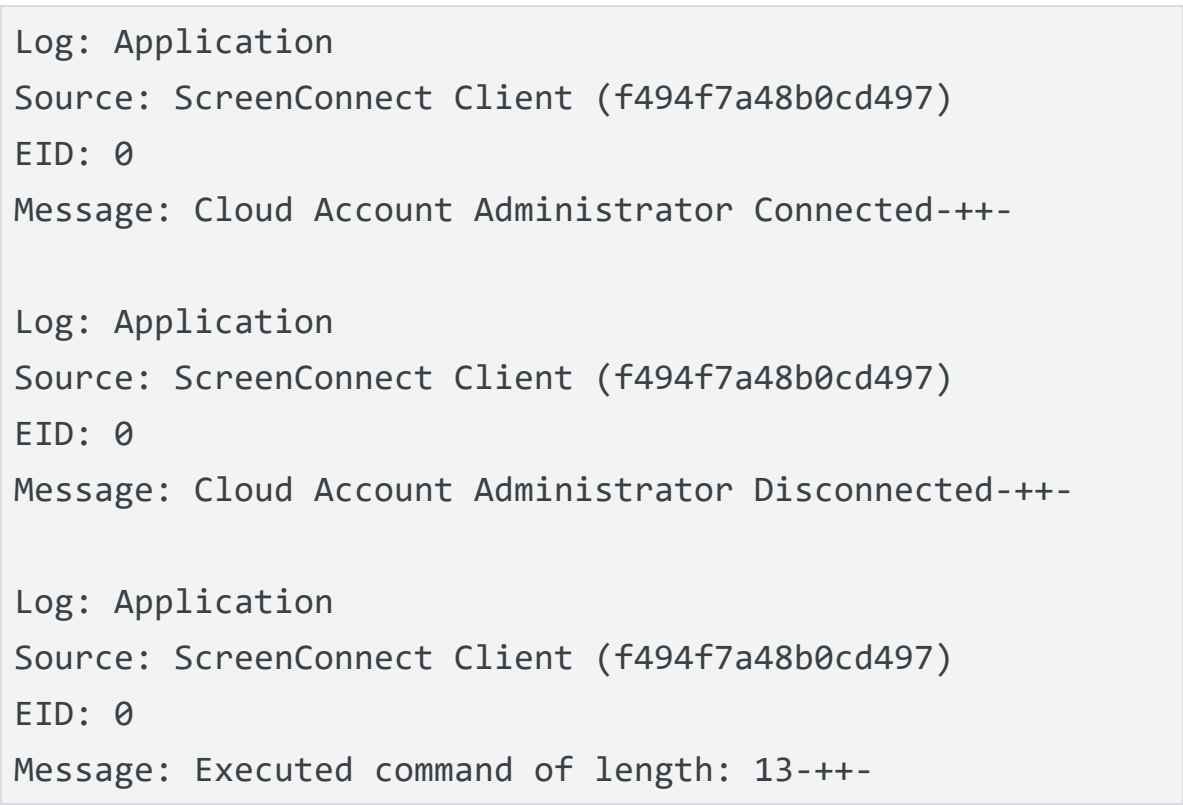 Log: Application
Source: ScreenConnect Client (f494f7a48b0cd497)
EID: 0
Message: Cloud Account Administrator Connected-++-
Log: Application
Source: ScreenConnect Client (f494f7a48b0cd497)
EID: 0
Message: Cloud Account Administrator Disconnected-++-
Log: Application
Source: ScreenConnect Client (f494f7a48b0cd497)
EID: 0
Message: Executed command of length: 13-++-